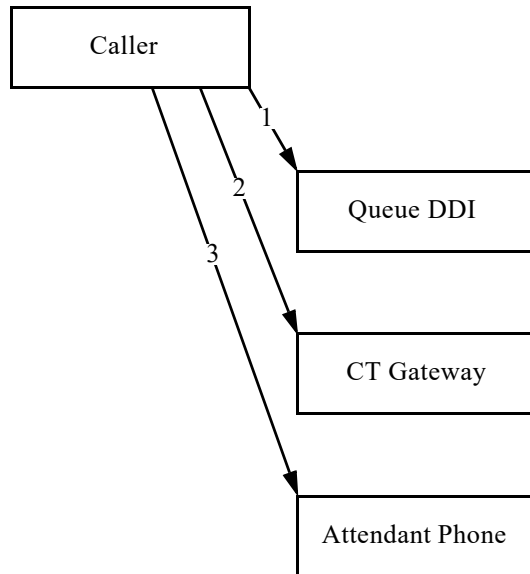 Caller
1
Queue DDI
2
3
CT Gateway
Attendant Phone